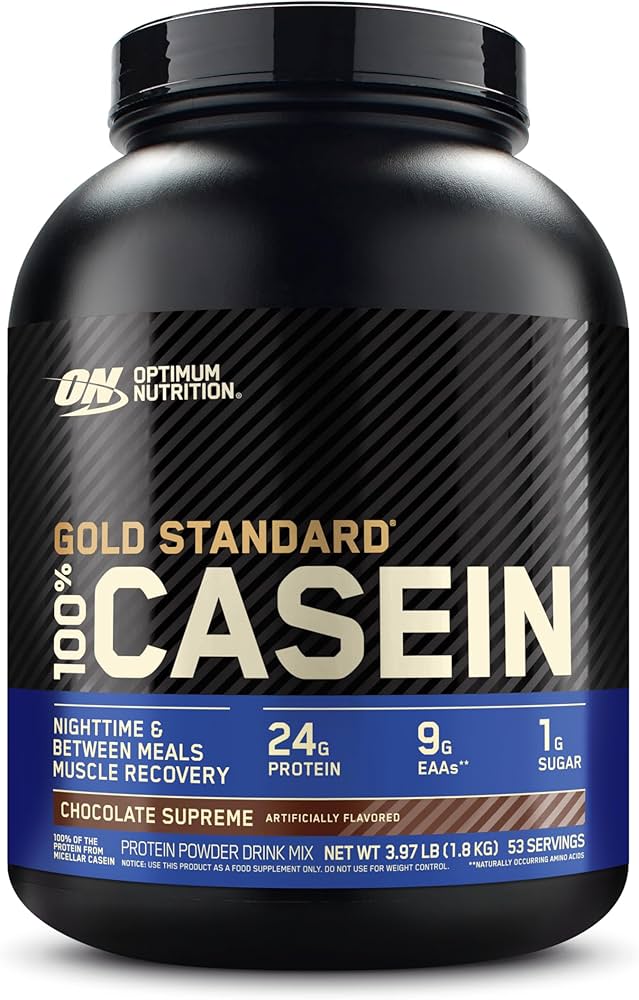 ON OPTIMUM
NUTRITION®
GOLD STANDARD®
100% CASEIN
NIGHTTIME &
BETWEEN MEALS
MUSCLE RECOVERY
24G
PROTEIN
9G
EAAs**
1G
SUGAR
CHOCOLATE SUPREME ARTIFICIALLY FLAVORED
100% OF THE
PROTEIN FROM
MICELLAR CASEIN
PROTEIN POWDER DRINK MIX NET WT 3.97 LB (1.8 KG) 53 SERVINGS
NOTICE: USE THIS PRODUCT AS A FOOD SUPPLEMENT ONLY. DO NOT USE FOR WEIGHT CONTROL.
**NATURALLY OCCURRING AMINO ACIDS